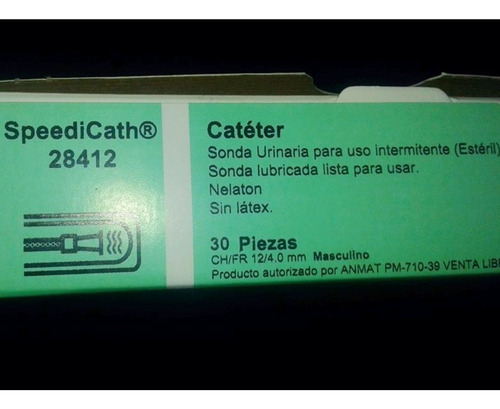 SpeediCath®
28412
Catéter
Sonda Urinaria para uso intermitente (Estéril)
Sonda lubricada lista para usar.
Nelaton
Sin látex.
30 Piezas
CH/FR 12/4.0 mm Masculino
Producto autorizado por ANMAT PM-710-39 VENTA LIB